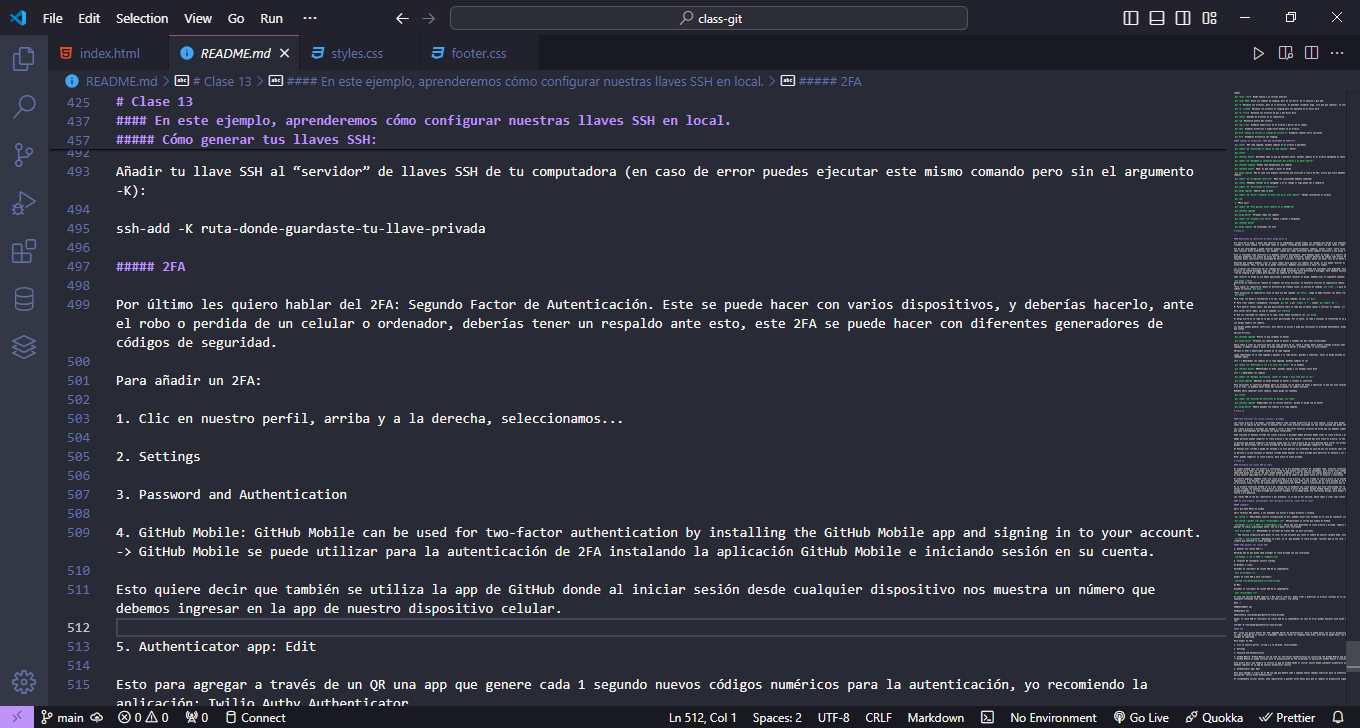 File Edit Selection View Go Run ··· class-git
index.html README.md styles.css footer.css
README.md > # Clase 13 > #### En este ejemplo, aprenderemos cómo configurar nuestras llaves SSH en local. > ##### 2FA
425 # Clase 13
437 #### En este ejemplo, aprenderemos cómo configurar nuestras llaves SSH en local.
457 ##### Cómo generar tus llaves SSH:
492
493 Añadir tu llave SSH al “servidor” de llaves SSH de tu computadora (en caso de error puedes ejecutar este mismo comando pero sin el argumento
-K):
494
495 ssh-add -K ruta-donde-guardaste-tu-llave-privada
496
497 ##### 2FA
498
499 Por último les quiero hablar del 2FA: Segundo Factor de Autenticación. Este se puede hacer con varios dispositivos, y deberías hacerlo, ante
el robo o perdida de un celular o ordenador, deberías tener un respaldo ante esto, este 2FA se puede hacer con diferentes generadores de
códigos de seguridad.
500
501 Para añadir un 2FA:
502
503 1. Clic en nuestro perfil, arriba y a la derecha, seleccionamos...
504
505 2. Settings
506
507 3. Password and Authentication
508
509 4. GitHub Mobile: GitHub Mobile can be used for two-factor authentication by installing the GitHub Mobile app and signing in to your account.
-> GitHub Mobile se puede utilizar para la autenticación de 2FA instalando la aplicación GitHub Mobile e iniciando sesión en su cuenta.
510
511 Esto quiere decir que también se utiliza la app de GitHub donde al iniciar sesión desde cualquier dispositivo nos muestra un número que
debemos ingresar en la app de nuestro dispositivo celular.
512
513 5. Authenticator app: Edit
514
515 Esto para agregar a través de un QR una app que genere cada 1 segundo nuevos códigos numéricos para la autenticación, yo recomiendo la
aplicación: Twilio Authy Authenticator
main 0 0 0 Connect Ln 512, Col 1 Spaces: 2 UTF-8 CRLF Markdown No Environment Go Live Quokka Prettier